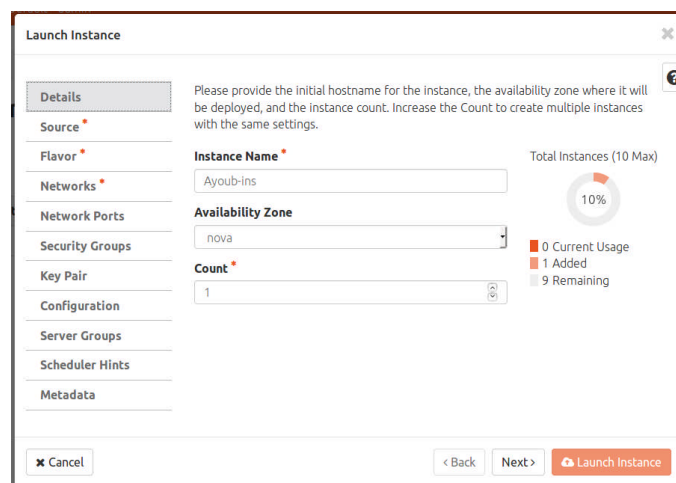 Launch Instance
Details
Source *
Flavor *
Networks *
Network Ports
Security Groups
Key Pair
Configuration
Server Groups
Scheduler Hints
Metadata
Please provide the initial hostname for the instance, the availability zone where it will
be deployed, and the instance count. Increase the Count to create multiple instances
with the same settings.
Instance Name *
Ayoub-ins
Availability Zone
nova
Count *
1
Total Instances (10 Max)
10%
0 Current Usage
1 Added
9 Remaining
✖ Cancel
< Back
Next >
Launch Instance